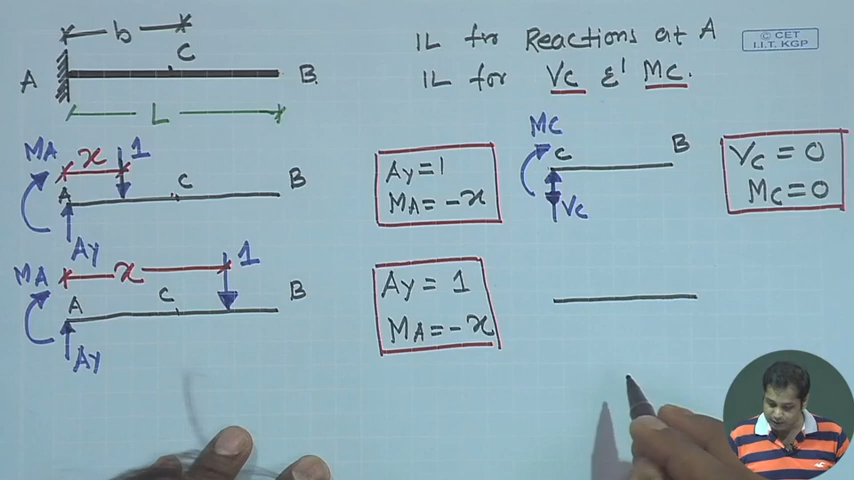 IL for Reactions at A
IL for VC & MC.
© CET
I.I.T. KGP
b
C
A
B.
L
MA
x
1
A
C
B
Ay
Ay = 1
MA = -x
MC
C
B
VC
VC = 0
MC = 0
MA
x
1
A
C
B
Ay
Ay = 1
MA = -x